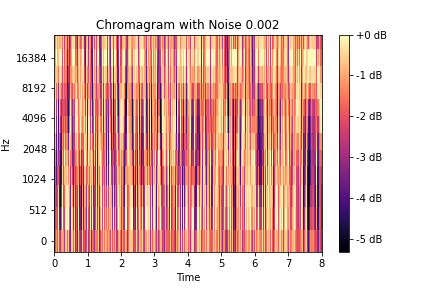 Chromagram with Noise 0.002
Hz
16384
8192
4096
2048
1024
512
0
0 1 2 3 4 5 6 7 8
Time
+0 dB
-1 dB
-2 dB
-3 dB
-4 dB
-5 dB